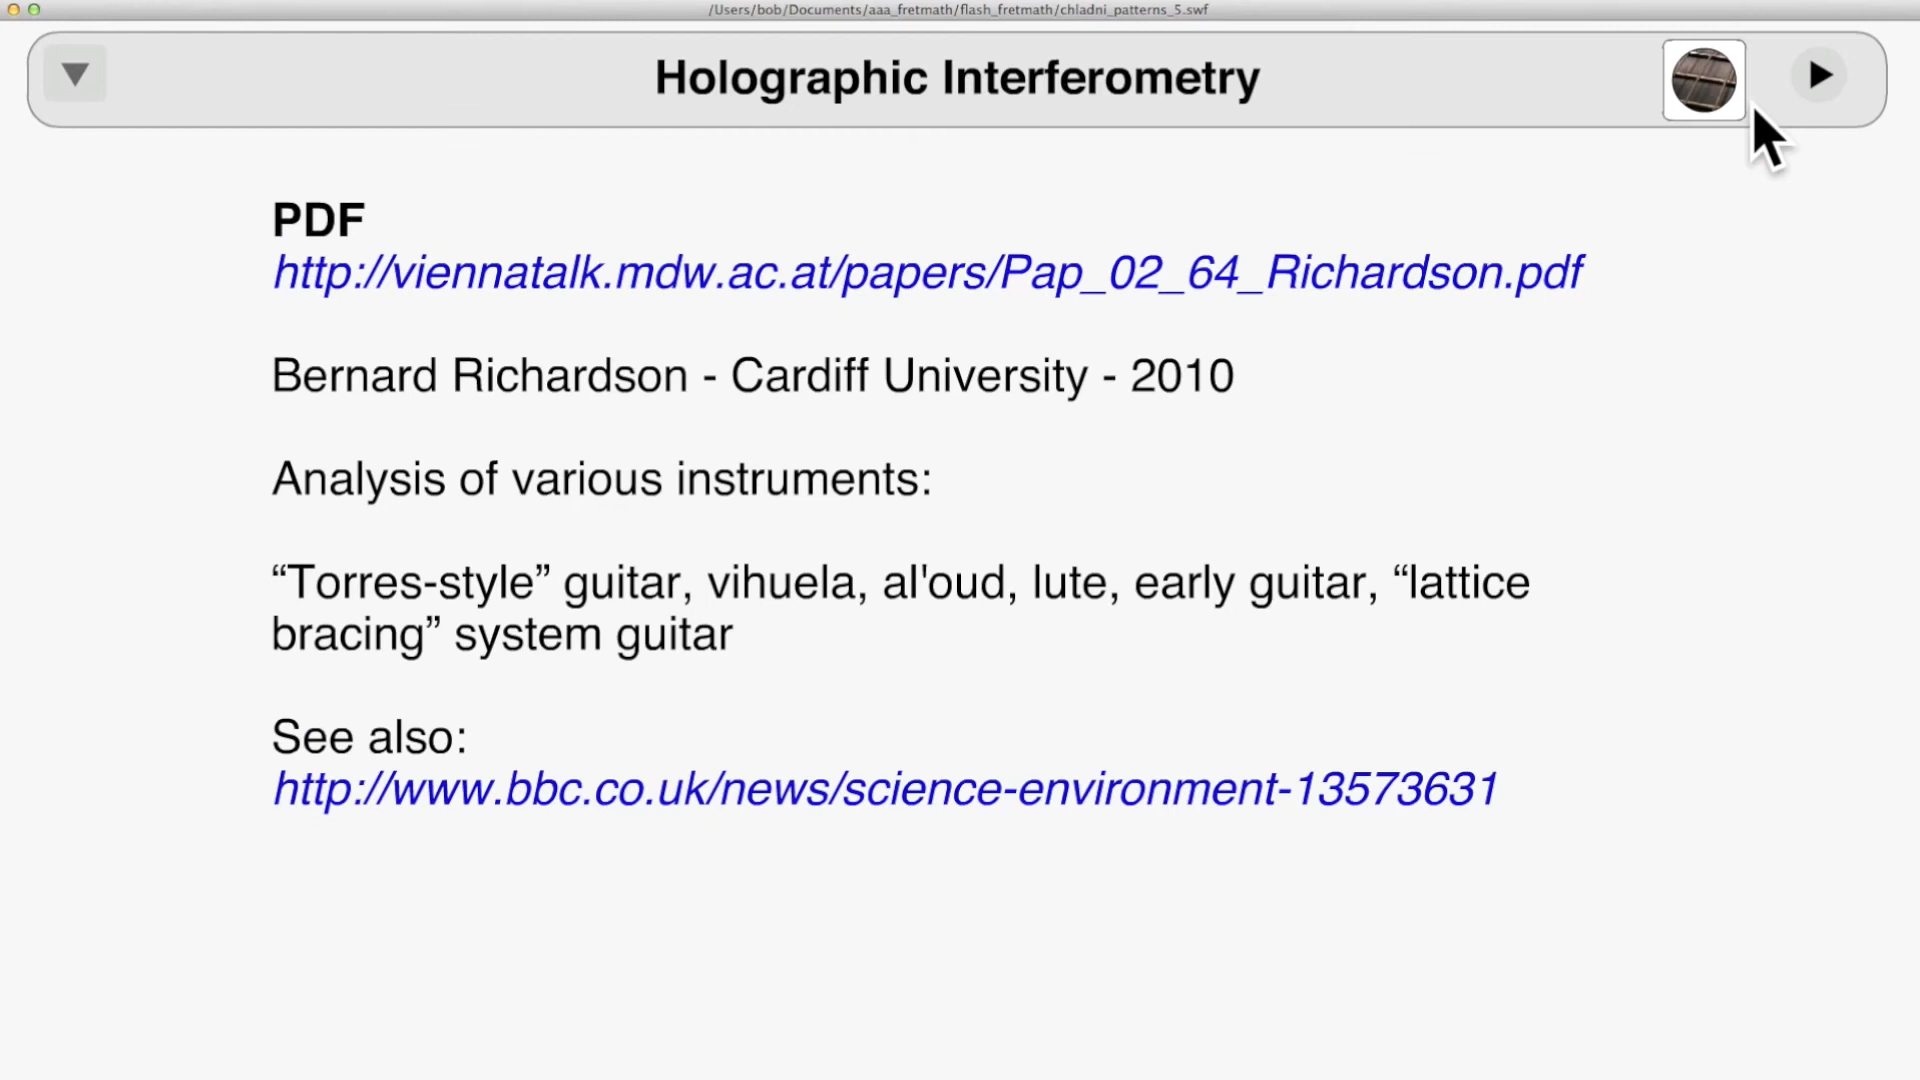 /Users/bob/Documents/aaa_fretmath/flash_fretmath/chladni_patterns_5.swf
Holographic Interferometry
PDF
http://viennatalk.mdw.ac.at/papers/Pap_02_64_Richardson.pdf
Bernard Richardson - Cardiff University - 2010
Analysis of various instruments:
“Torres-style” guitar, vihuela, al'oud, lute, early guitar, “lattice
bracing” system guitar
See also:
http://www.bbc.co.uk/news/science-environment-13573631